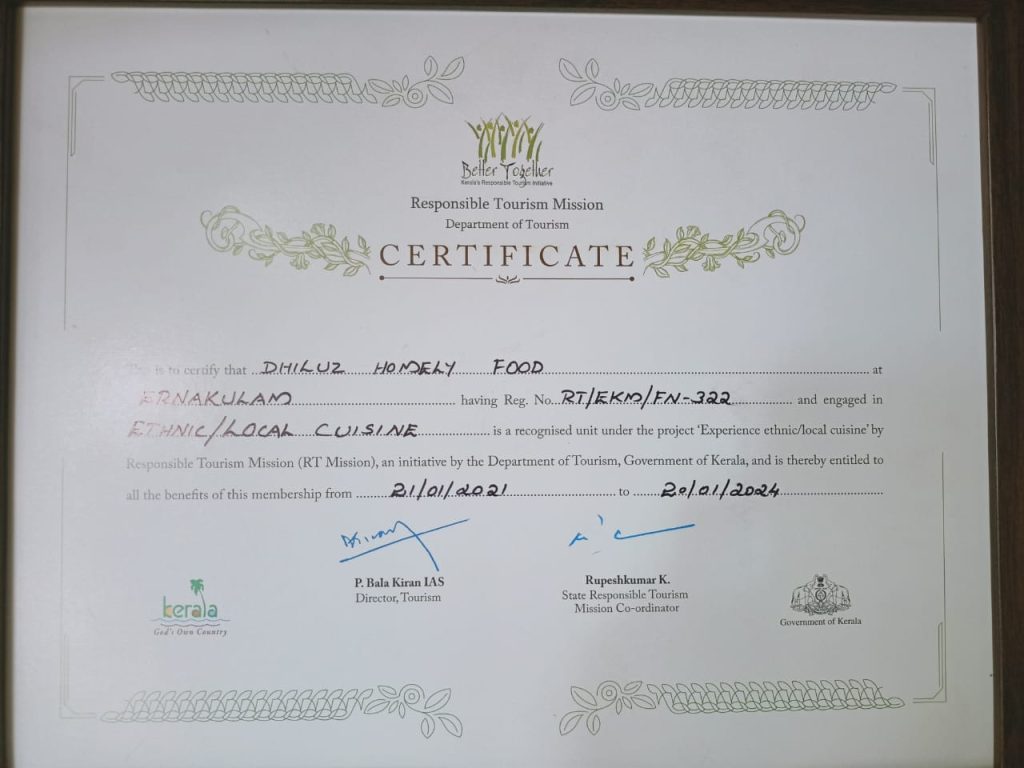 Better Together
Kerala's Responsible Tourism Initiative
Responsible Tourism Mission
Department of Tourism
CERTIFICATE
This is to certify that DHILUZ HOMELY FOOD at
ERNAKULAM having Reg. No. RT/EKM/FN-322 and engaged in
ETHNIC/LOCAL CUISINE is a recognised unit under the project 'Experience ethnic/local cuisine' by
Responsible Tourism Mission (RT Mission), an initiative by the Department of Tourism, Government of Kerala, and is thereby entitled to
all the benefits of this membership from 21/01/2021 to 20/01/2024
P. Bala Kiran IAS
Director, Tourism
Rupeshkumar K.
State Responsible Tourism
Mission Co-ordinator
kerala
God's Own Country
Government of Kerala